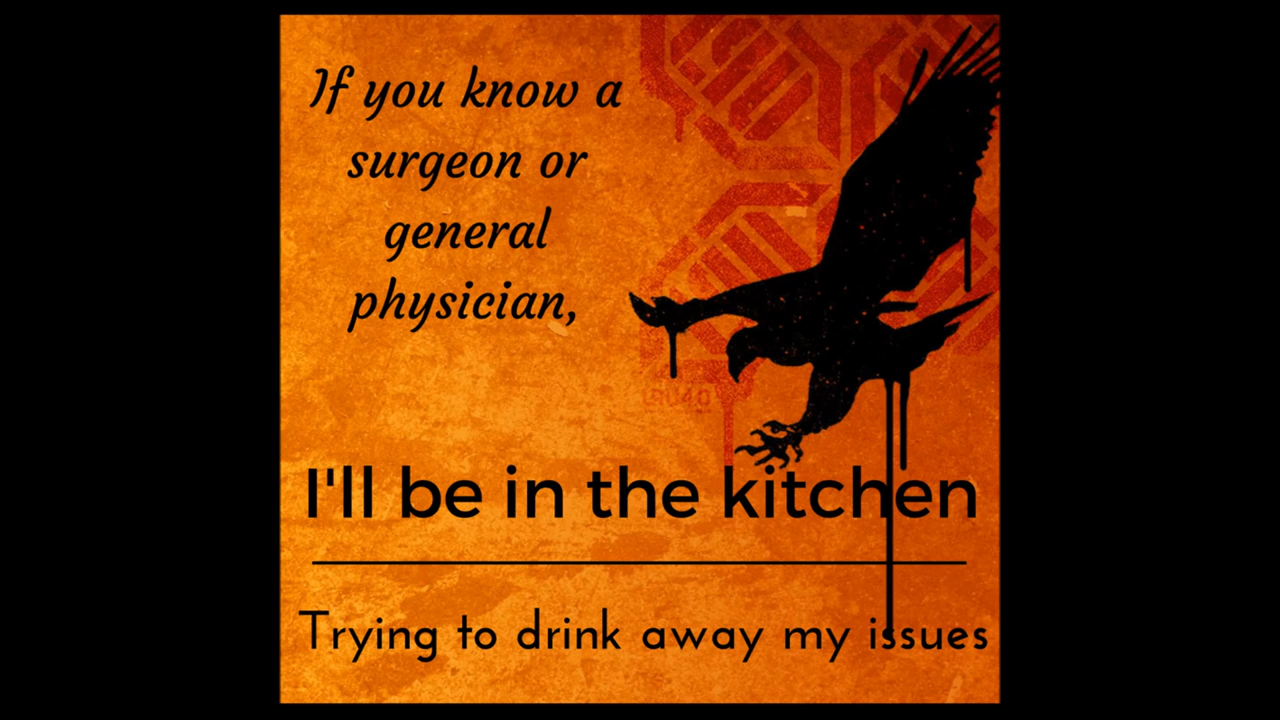 If you know a
surgeon or
general
physician,
I'll be in the kitchen
Trying to drink away my issues